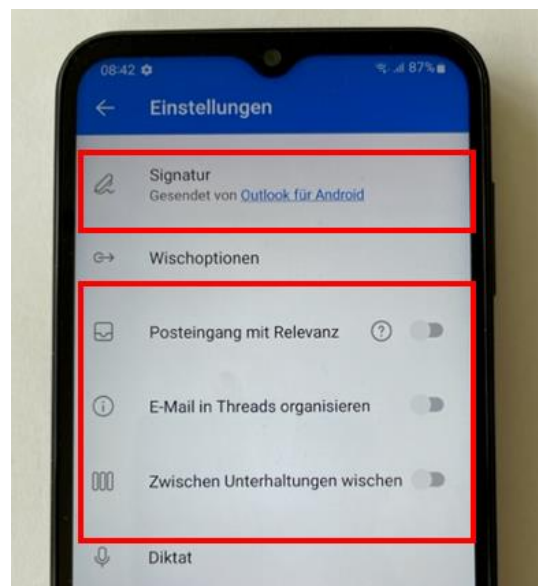 08:42 87%
Einstellungen
Signatur
Gesendet von Outlook für Android
Wischoptionen
Posteingang mit Relevanz ?
E-Mail in Threads organisieren
Zwischen Unterhaltungen wischen
Diktat